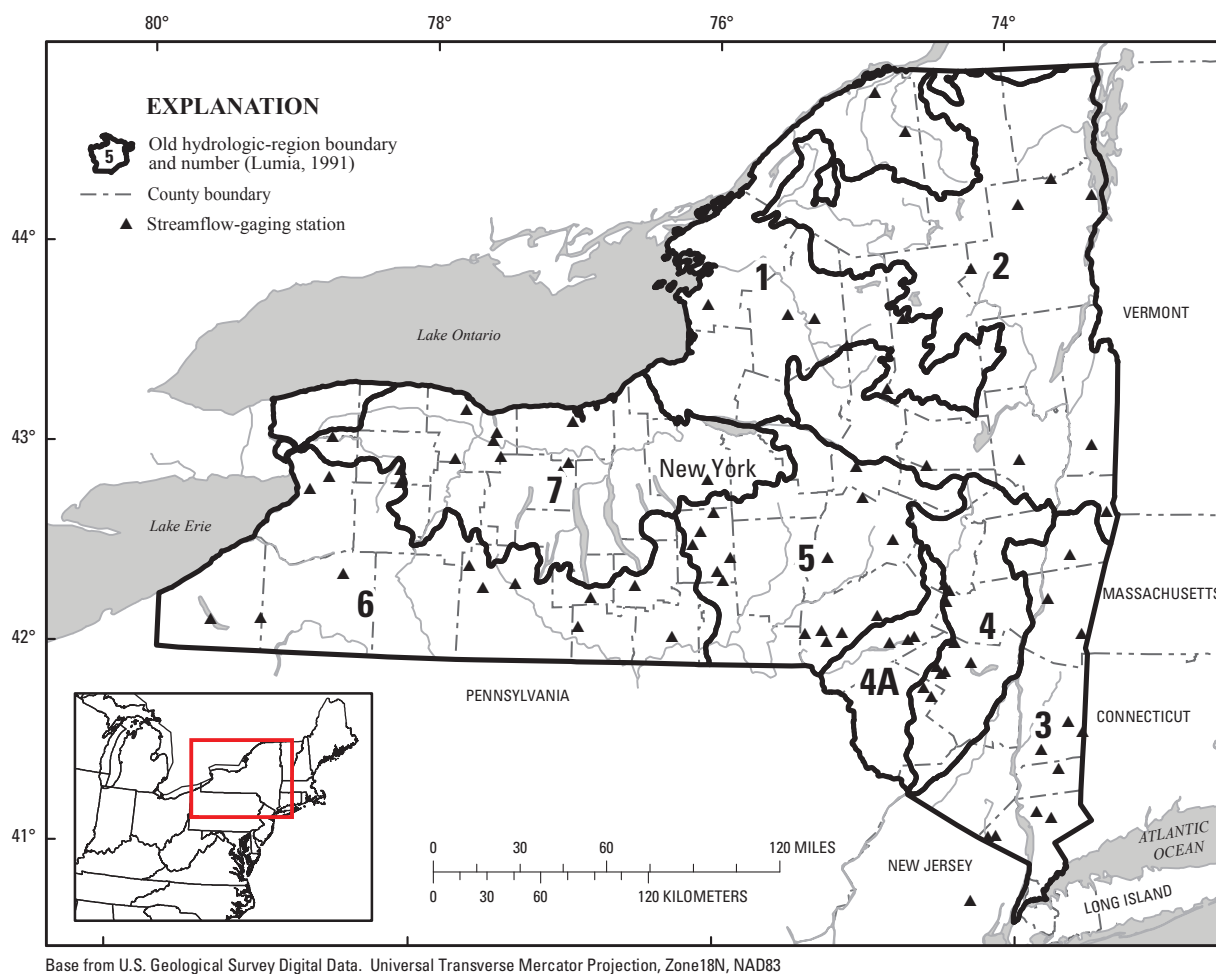 80°
78°
76°
74°
EXPLANATION
5
Old hydrologic-region boundary
and number (Lumia, 1991)
County boundary
Streamflow-gaging station
44°
1
2
VERMONT
Lake Ontario
43°
New York
7
Lake Erie
5
6
MASSACHUSETTS
42°
4
4A
PENNSYLVANIA
3
CONNECTICUT
41°
0 30 60 120 MILES
0 30 60 120 KILOMETERS
NEW JERSEY
ATLANTIC
OCEAN
LONG ISLAND
Base from U.S. Geological Survey Digital Data. Universal Transverse Mercator Projection, Zone18N, NAD83